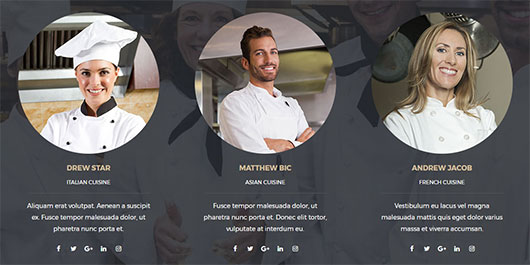 DREW STAR
ITALIAN CUISINE
Aliquam erat volutpat. Aenean a suscipit
ex. Fusce tempor malesuada dolor, ut
pharetra nunc porta et.
MATTHEW BIC
ASIAN CUISINE
Fusce tempor malesuada dolor, ut
pharetra nunc porta et. Donec elit tortor,
vulputate at interdum eu.
ANDREW JACOB
FRENCH CUISINE
Vestibulum eu lacus vel magna
malesuada mattis quis eget dolor varius
massa et viverra accumsan.